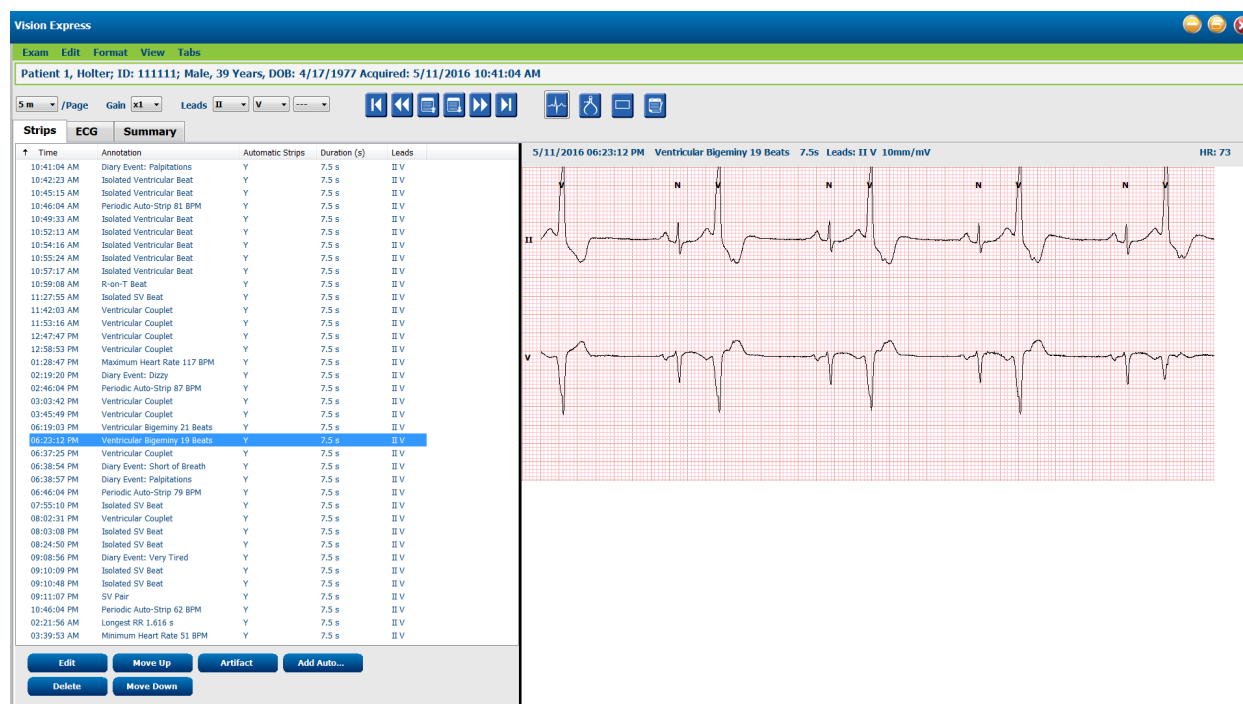 Vision Express
Exam Edit Format View Tabs
Patient 1, Holter; ID: 111111; Male, 39 Years, DOB: 4/17/1977 Acquired: 5/11/2016 10:41:04 AM
5 m /Page Gain x1 Leads II V ---
Strips ECG Summary
↑ Time Annotation Automatic Strips Duration (s) Leads
10:41:04 AM Diary Event: Palpitations Y 7.5 s II V
10:42:23 AM Isolated Ventricular Beat Y 7.5 s II V
10:45:15 AM Isolated Ventricular Beat Y 7.5 s II V
10:46:04 AM Periodic Auto-Strip 81 BPM Y 7.5 s II V
10:49:33 AM Isolated Ventricular Beat Y 7.5 s II V
10:52:13 AM Isolated Ventricular Beat Y 7.5 s II V
10:54:16 AM Isolated Ventricular Beat Y 7.5 s II V
10:55:24 AM Isolated Ventricular Beat Y 7.5 s II V
10:57:17 AM Isolated Ventricular Beat Y 7.5 s II V
10:59:08 AM R-on-T Beat Y 7.5 s II V
11:27:55 AM Isolated SV Beat Y 7.5 s II V
11:42:03 AM Ventricular Couplet Y 7.5 s II V
11:53:16 AM Ventricular Couplet Y 7.5 s II V
12:47:47 PM Ventricular Couplet Y 7.5 s II V
12:58:53 PM Ventricular Couplet Y 7.5 s II V
01:28:47 PM Maximum Heart Rate 117 BPM Y 7.5 s II V
02:19:20 PM Diary Event: Dizzy Y 7.5 s II V
02:46:04 PM Periodic Auto-Strip 87 BPM Y 7.5 s II V
03:03:42 PM Ventricular Couplet Y 7.5 s II V
03:45:49 PM Ventricular Couplet Y 7.5 s II V
06:19:03 PM Ventricular Bigeminy 21 Beats Y 7.5 s II V
06:23:12 PM Ventricular Bigeminy 19 Beats Y 7.5 s II V
06:37:25 PM Ventricular Couplet Y 7.5 s II V
06:38:54 PM Diary Event: Short of Breath Y 7.5 s II V
06:38:57 PM Diary Event: Palpitations Y 7.5 s II V
06:46:04 PM Periodic Auto-Strip 79 BPM Y 7.5 s II V
07:55:10 PM Isolated SV Beat Y 7.5 s II V
08:02:31 PM Ventricular Couplet Y 7.5 s II V
08:03:08 PM Isolated SV Beat Y 7.5 s II V
08:24:50 PM Isolated SV Beat Y 7.5 s II V
09:08:56 PM Diary Event: Very Tired Y 7.5 s II V
09:10:09 PM Isolated SV Beat Y 7.5 s II V
09:10:48 PM Isolated SV Beat Y 7.5 s II V
09:11:07 PM SV Pair Y 7.5 s II V
10:46:04 PM Periodic Auto-Strip 62 BPM Y 7.5 s II V
02:21:56 AM Longest RR 1.616 s Y 7.5 s II V
03:39:53 AM Minimum Heart Rate 51 BPM Y 7.5 s II V
Edit Move Up Artifact Add Auto...
Delete Move Down
5/11/2016 06:23:12 PM Ventricular Bigeminy 19 Beats 7.5s Leads: II V 10mm/mV HR: 73
V N V N V N V N V
II
V